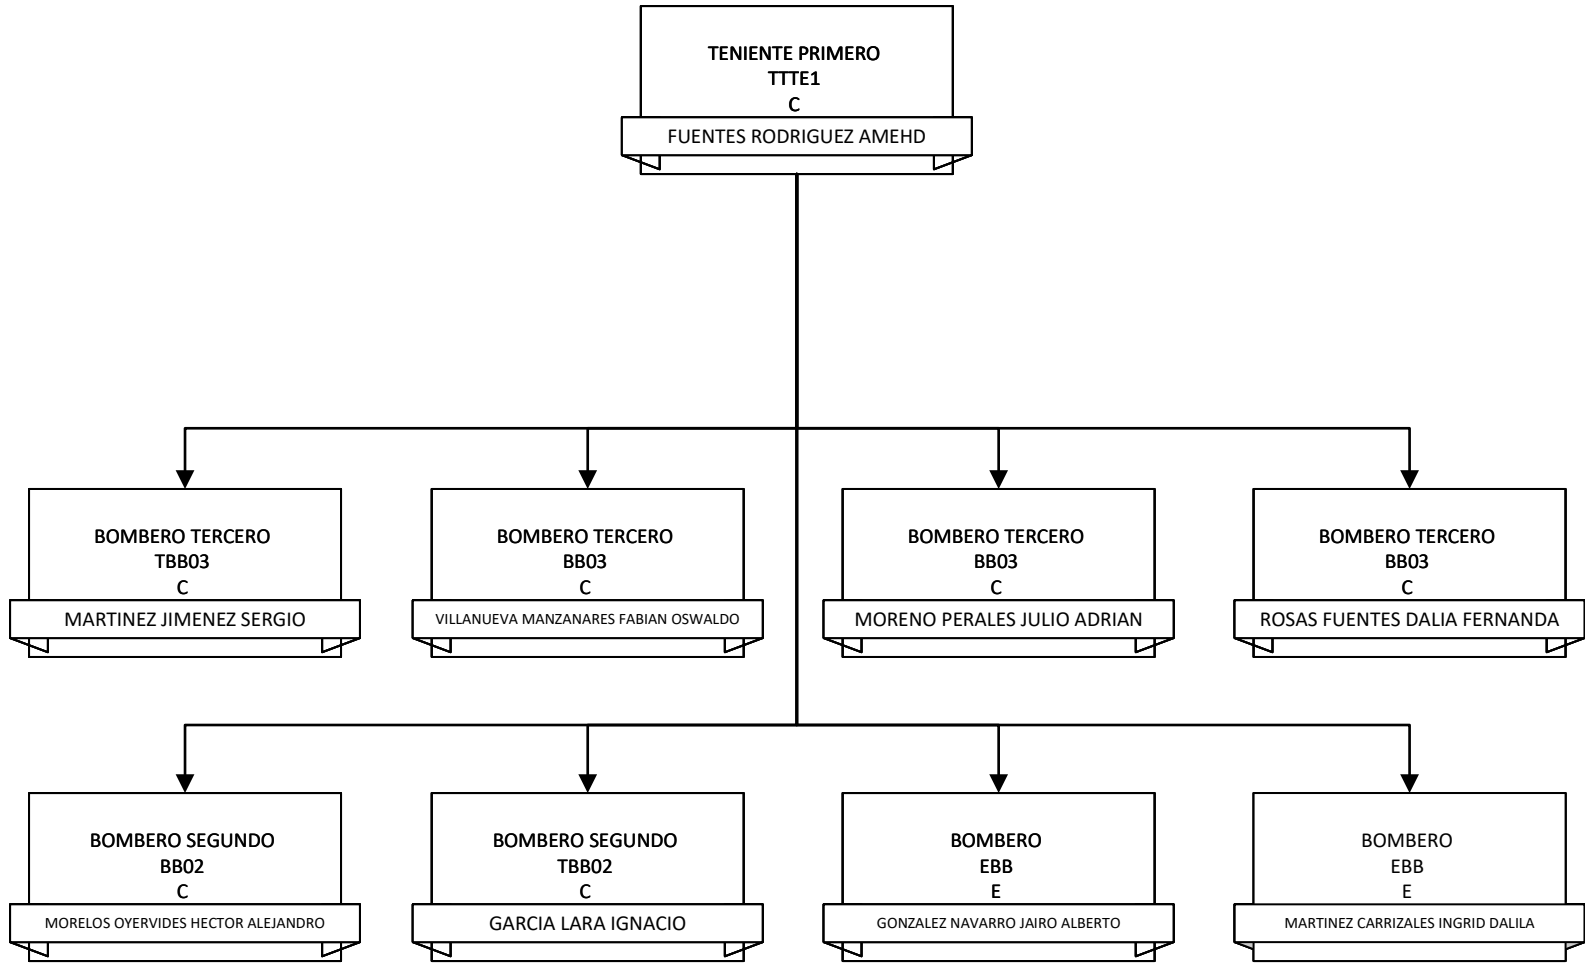 TENIENTE PRIMERO
TTTE1
C
FUENTES RODRIGUEZ AMEHD
BOMBERO TERCERO
TBB03
C
MARTINEZ JIMENEZ SERGIO
BOMBERO TERCERO
BB03
C
VILLANUEVA MANZANARES FABIAN OSWALDO
BOMBERO TERCERO
BB03
C
MORENO PERALES JULIO ADRIAN
BOMBERO TERCERO
BB03
C
ROSAS FUENTES DALIA FERNANDA
BOMBERO SEGUNDO
BB02
C
MORELOS OYERVIDES HECTOR ALEJANDRO
BOMBERO SEGUNDO
TBB02
C
GARCIA LARA IGNACIO
BOMBERO
EBB
E
GONZALEZ NAVARRO JAIRO ALBERTO
BOMBERO
EBB
E
MARTINEZ CARRIZALES INGRID DALILA